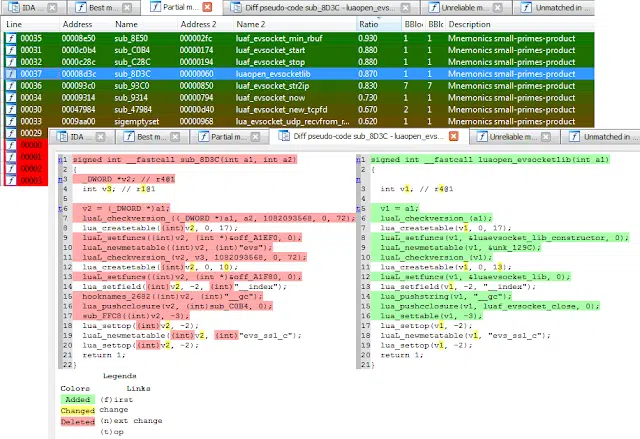 IDA Best m... Partial m... Diff pseudo-code sub_8D3C - luaopen_evsocketlib Unreliable m... Unmatched in
Line Address Name Address 2 Name 2 Ratio BBlo BBlc Description
00035 00008e50 sub_8E50 000002fc luaf_evsocket_min_rbuf 0.930 1 1 Mnemonics small-primes-product
00031 0000c0b4 sub_C0B4 00000174 luaf_evsocket_start 0.880 1 1 Mnemonics small-primes-product
00032 0000c28c sub_C28C 00000194 luaf_evsocket_stop 0.880 1 1 Mnemonics small-primes-product
00037 00008d3c sub_8D3C 00000060 luaopen_evsocketlib 0.870 1 1 Mnemonics small-primes-product
00036 000093c0 sub_93C0 00000850 luaf_evsocket_str2ip 0.830 7 7 Mnemonics small-primes-product
00034 00009314 sub_9314 00000794 luaf_evsocket_now 0.730 1 1 Mnemonics small-primes-product
00030 00047984 sub_47984 00000d40 luaf_evsocket_new_tcpfd 0.670 2 1 Mnemonics small-primes-product
00033 0009aa00 sigemptyset 00000968 lua_evsocket_udp_recvfrom_r... 0.620 1 1 Mnemonics small-primes-product
00029
00000
00001
00002
00003
IDA Best m... Partial m... Diff pseudo-code sub_8D3C - luaopen_evs... Unreliable m... Unmatched in
n1 signed int __fastcall sub_8D3C(int a1, int a2) n1 signed int __fastcall luaopen_evsocketlib(int a1)
2 { 2 {
n3 _DWORD *v2; // r4@1 n
4 int v3; // r1@1 3 int v1; // r4@1
5 4
t6 v2 = (_DWORD *)a1; t5 v1 = a1;
7 luaL_checkversion_((_DWORD *)a1, a2, 1082093568, 0, 72); 6 luaL_checkversion_(a1);
8 lua_createtable((int)v2, 0, 17); 7 lua_createtable(v1, 0, 17);
9 luaL_setfuncs((int)v2, (int *)&off_A1EF0, 0); 8 luaL_setfuncs(v1, &luaevsocket_lib_constructor, 0);
10 luaL_newmetatable((int)v2, (int)"evs"); 9 luaL_newmetatable(v1, &unk_129C);
11 luaL_checkversion_(v2, v3, 1082093568, 0, 72); 10 luaL_checkversion_(v1);
12 lua_createtable((int)v2, 0, 10); 11 lua_createtable(v1, 0, 13);
13 luaL_setfuncs((int)v2, (int *)&off_A1F80, 0); 12 luaL_setfuncs(v1, &luaevsocket_lib, 0);
14 lua_setfield((int)v2, -2, (int)"__index"); 13 lua_setfield(v1, -2, "__index");
15 hooknames_2682((int)v2, (int)"__gc"); 14 lua_pushstring(v1, "__gc");
16 lua_pushcclosure(v2, (int)sub_C0B4, 0); 15 lua_pushcclosure(v1, luaf_evsocket_close, 0);
17 sub_FFC8((int)v2, -3); 16 lua_settable(v1, -3);
18 lua_settop((int)v2, -2); 17 lua_settop(v1, -2);
19 luaL_newmetatable((int)v2, (int)"evs_ssl_c"); 18 luaL_newmetatable(v1, "evs_ssl_c");
20 lua_settop((int)v2, -2); 19 lua_settop(v1, -2);
21 return 1; 20 return 1;
22 } 21 }
Legends
Colors Links
Added (f)irst
Changed change
Deleted (n)ext change
(t)op